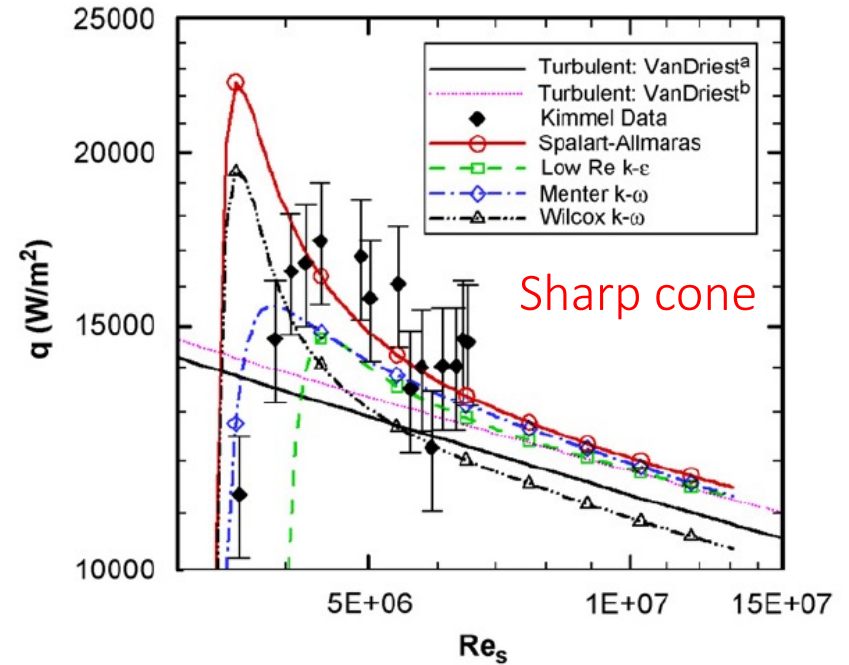 25000
20000
15000
10000
q (W/m²)
Turbulent: VanDriestᵃ
Turbulent: VanDriestᵇ
Kimmel Data
Spalart-Allmaras
Low Re k-ε
Menter k-ω
Wilcox k-ω
Sharp cone
5E+06
1E+07
15E+07
Reₛ